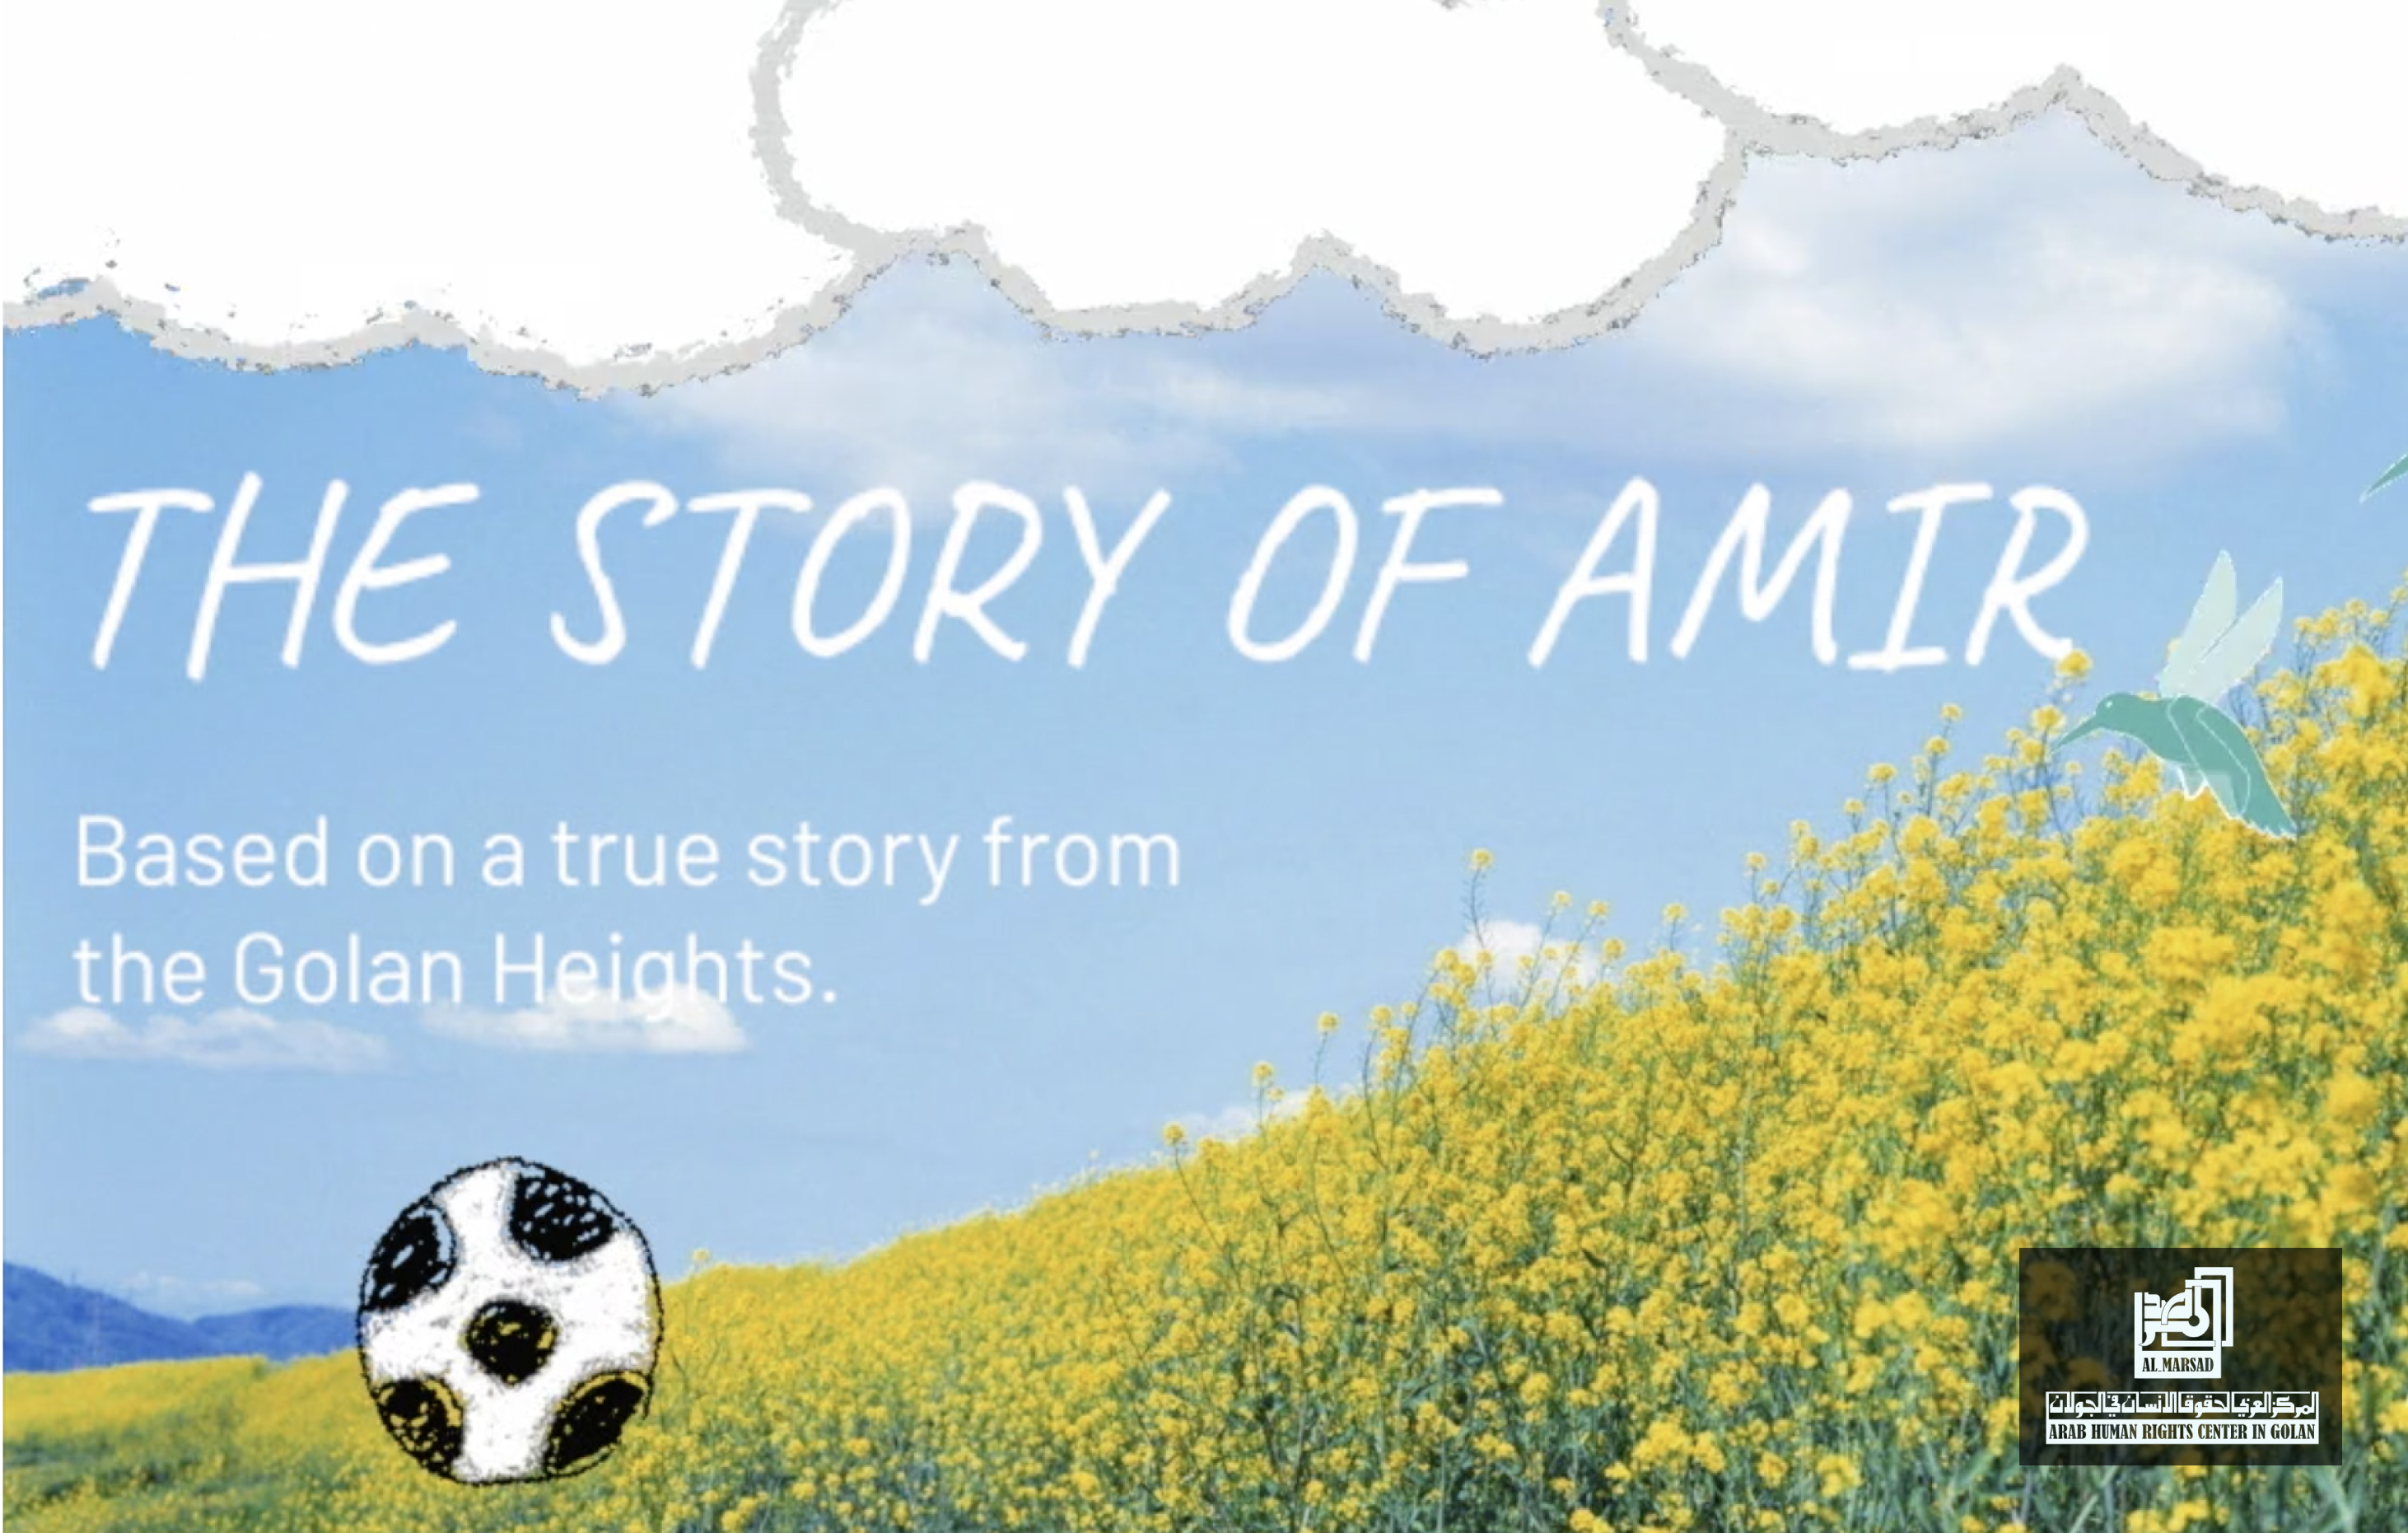 THE STORY OF AMIR
Based on a true story from
the Golan Heights.
المرصد
AL-MARSAD
المركز العربي لحقوق الإنسان في الجولان
ARAB HUMAN RIGHTS CENTER IN GOLAN